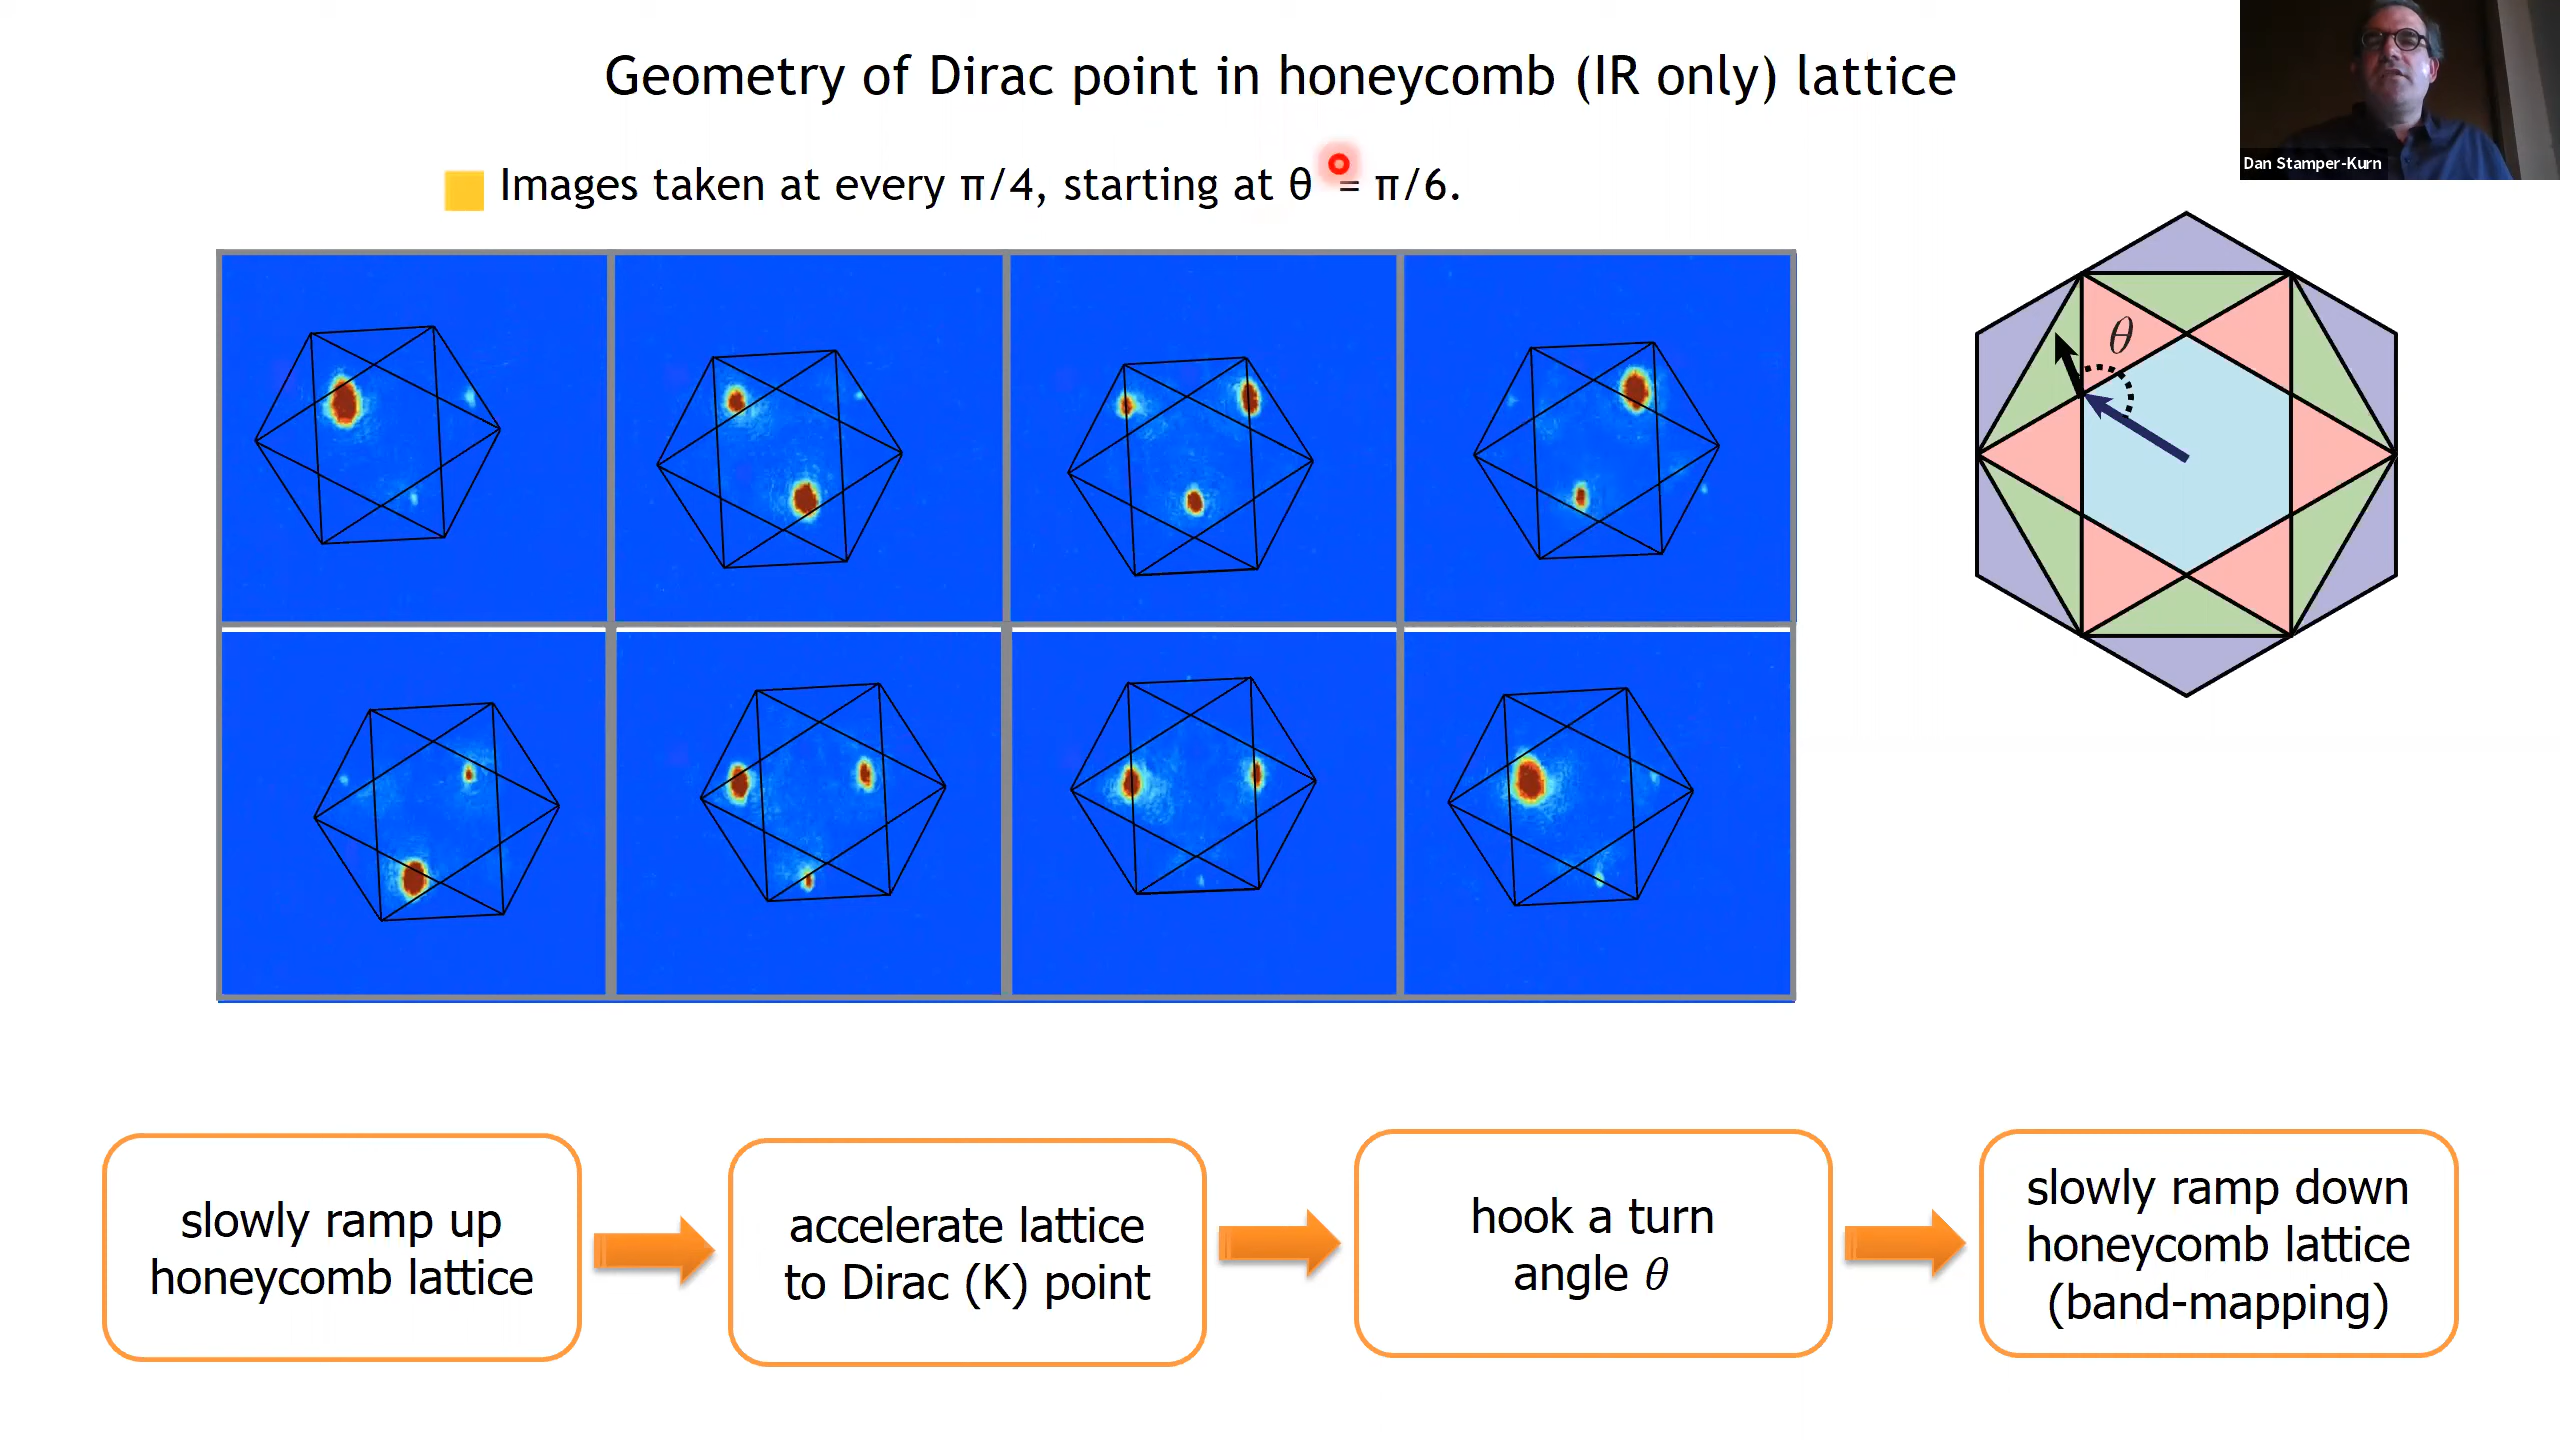 Geometry of Dirac point in honeycomb (IR only) lattice
Dan Stamper-Kurn
Images taken at every π/4, starting at θ = π/6.
θ
slowly ramp up
honeycomb lattice
accelerate lattice
to Dirac (K) point
hook a turn
angle θ
slowly ramp down
honeycomb lattice
(band-mapping)